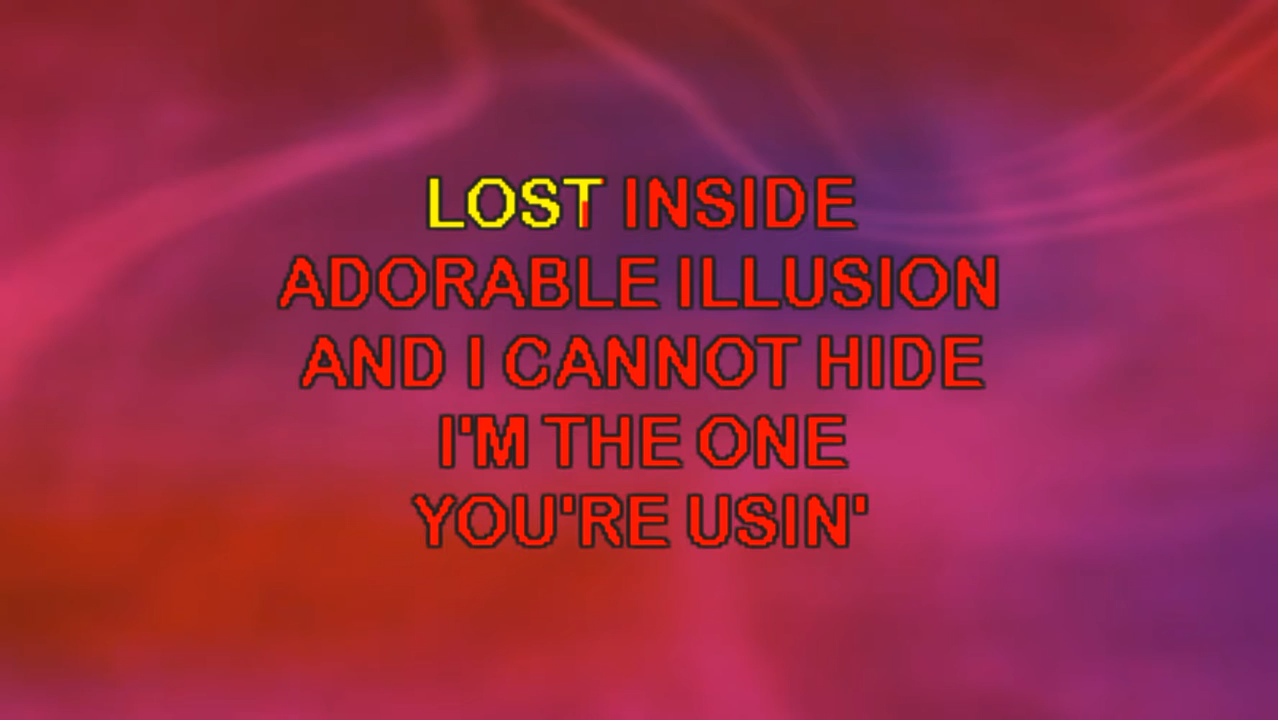 LOST INSIDE
ADORABLE ILLUSION
AND I CANNOT HIDE
I'M THE ONE
YOU'RE USIN'